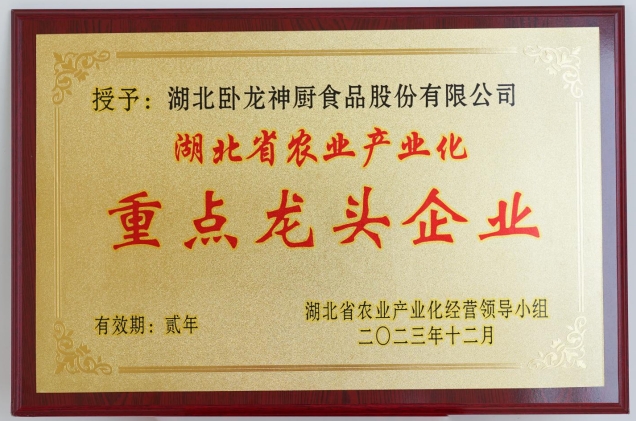 授予：湖北卧龙神厨食品股份有限公司
湖北省农业产业化
重点龙头企业
有效期：贰年
湖北省农业产业化经营领导小组
二〇二三年十二月